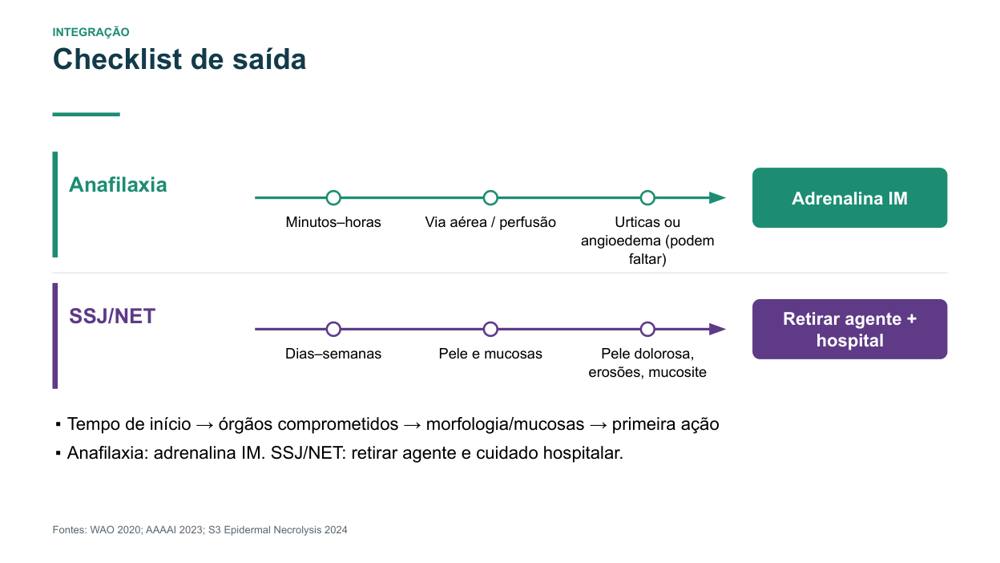 INTEGRAÇÃO
Checklist de saída
Anafilaxia
Minutos–horas
Via aérea / perfusão
Urticas ou
angioedema (podem
faltar)
Adrenalina IM
SSJ/NET
Dias–semanas
Pele e mucosas
Pele dolorosa,
erosões, mucosite
Retirar agente +
hospital
▪ Tempo de início → órgãos comprometidos → morfologia/mucosas → primeira ação
▪ Anafilaxia: adrenalina IM. SSJ/NET: retirar agente e cuidado hospitalar.
Fontes: WAO 2020; AAAAI 2023; S3 Epidermal Necrolysis 2024